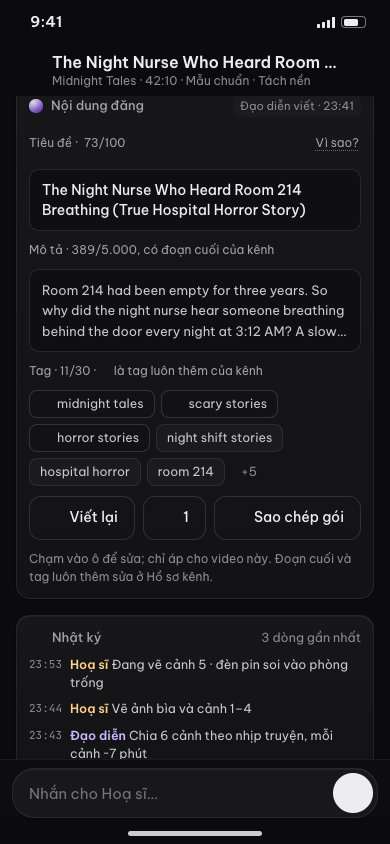 9:41
The Night Nurse Who Heard Room ...
Midnight Tales · 42:10 · Mẫu chuẩn · Tách nền
Nội dung đăng
Đạo diễn viết · 23:41
Tiêu đề · 73/100
Vì sao?
The Night Nurse Who Heard Room 214
Breathing (True Hospital Horror Story)
Mô tả · 389/5.000, có đoạn cuối của kênh
Room 214 had been empty for three years. So
why did the night nurse hear someone breathing
behind the door every night at 3:12 AM? A slow...
Tag · 11/30 · là tag luôn thêm của kênh
midnight tales
scary stories
horror stories
night shift stories
hospital horror
room 214
+5
Viết lại
1
Sao chép gói
Chạm vào ô để sửa; chỉ áp cho video này. Đoạn cuối và
tag luôn thêm sửa ở Hồ sơ kênh.
Nhật ký
3 dòng gần nhất
23:53 Hoạ sĩ Đang vẽ cảnh 5 · đèn pin soi vào phòng
trống
23:44 Hoạ sĩ Vẽ ảnh bìa và cảnh 1–4
23:43 Đạo diễn Chia 6 cảnh theo nhịp truyện, mỗi
cảnh ~7 phút
Nhắn cho Hoạ sĩ...